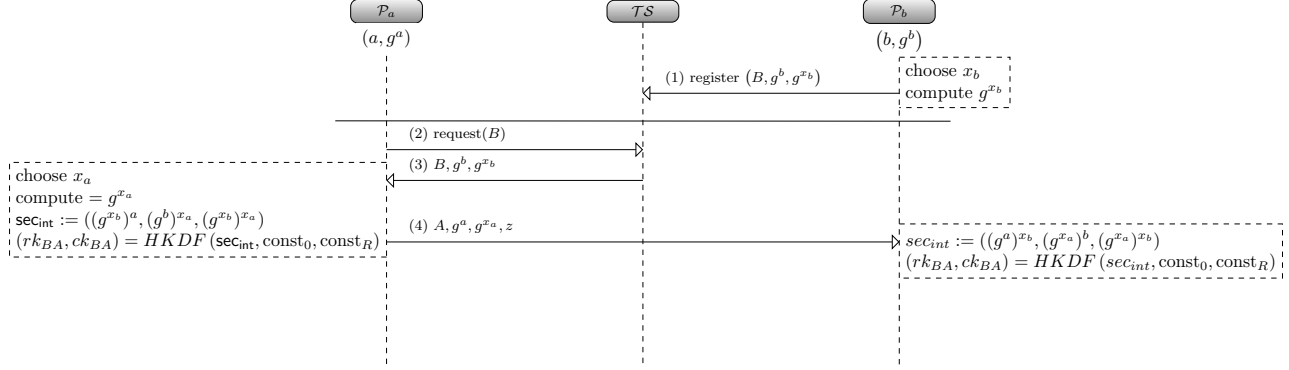 𝒫ₐ
𝒯𝒮
𝒫_b
(a, gᵃ)
(b, g^b)
choose x_b
compute g^{x_b}
(1) register (B, g^b, g^{x_b})
(2) request(B)
(3) B, g^b, g^{x_b}
choose x_a
compute = g^{x_a}
sec_int := ((g^{x_b})^a, (g^b)^{x_a}, (g^{x_b})^{x_a})
(rk_{BA}, ck_{BA}) = HKDF(sec_int, const_0, const_R)
(4) A, g^a, g^{x_a}, z
sec_int := ((g^a)^{x_b}, (g^{x_a})^b, (g^{x_a})^{x_b})
(rk_{BA}, ck_{BA}) = HKDF(sec_int, const_0, const_R)